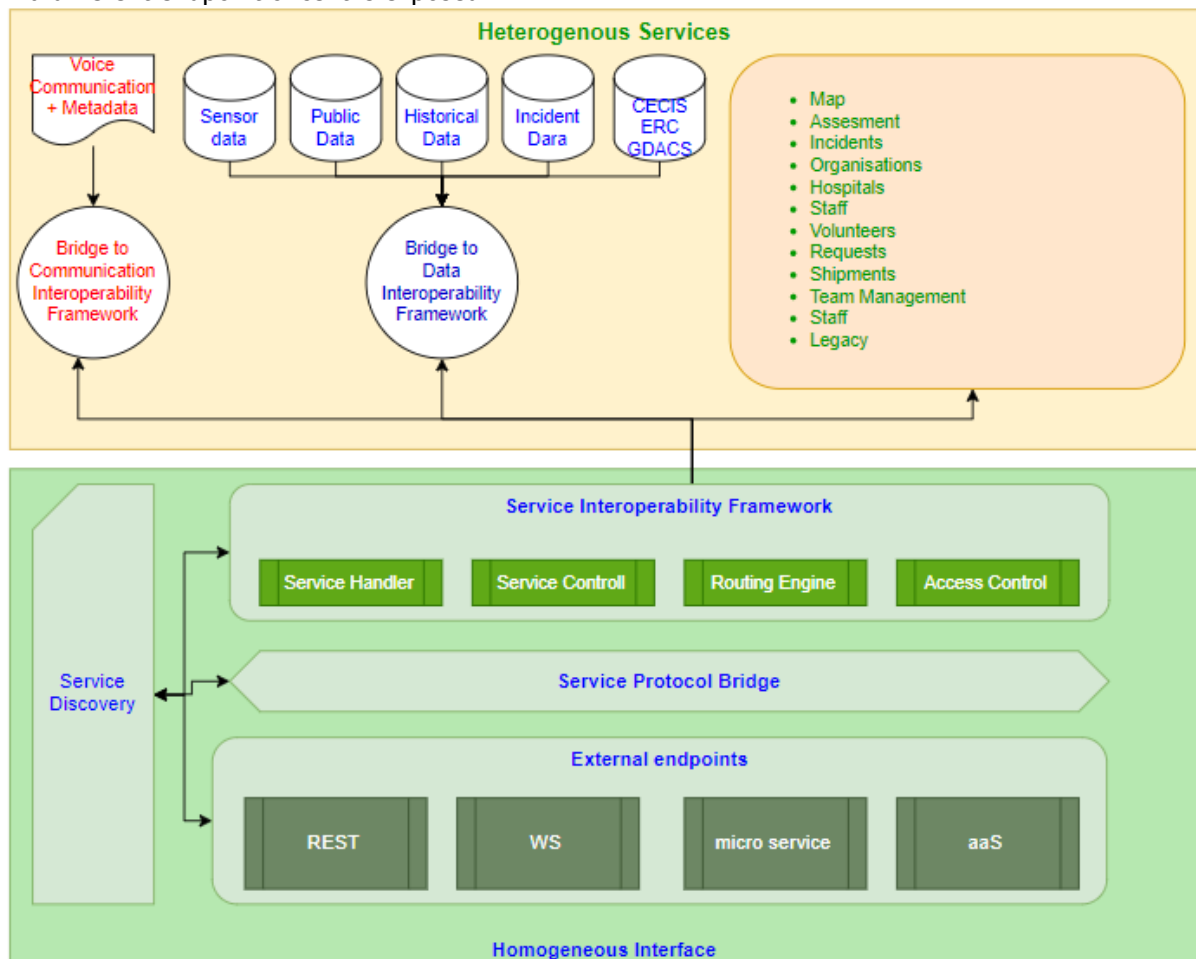 Heterogenous Services
Voice
Communication
+ Metadata
Sensor
data
Public
Data
Historical
Data
Incident
Dara
CECIS
ERC
GDACS
Map
Assesment
Incidents
Organisations
Hospitals
Staff
Volunteers
Requests
Shipments
Team Management
Staff
Legacy
Bridge to
Communication
Interoperability
Framework
Bridge to
Data
Interoperability
Framework
Service Interoperability Framework
Service Handler
Service Controll
Routing Engine
Access Control
Service
Discovery
Service Protocol Bridge
External endpoints
REST
WS
micro service
aaS
Homogeneous Interface